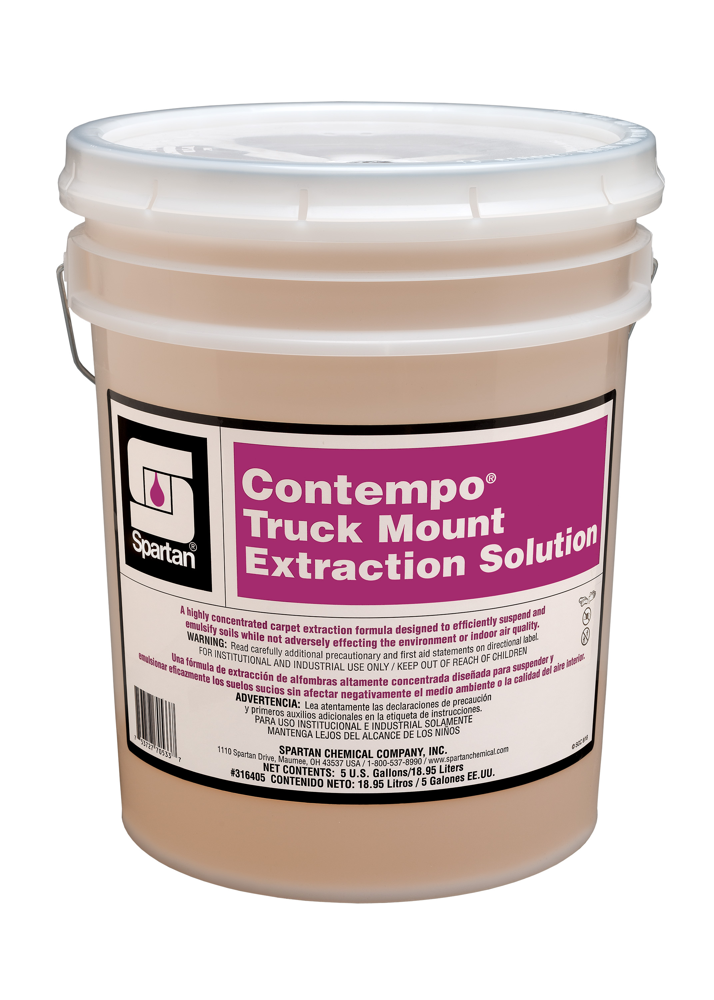 TO REMOVE:
Spartan®
Contempo®
Truck Mount
Extraction Solution
A highly concentrated carpet extraction formula designed to efficiently suspend and
emulsify soils while not adversely effecting the environment or indoor air quality.
WARNING: Read carefully additional precautionary and first aid statements on directional label.
FOR INSTITUTIONAL AND INDUSTRIAL USE ONLY / KEEP OUT OF REACH OF CHILDREN
Una fórmula de extracción de alfombras altamente concentrada diseñada para suspender y
emulsionar eficazmente los suelos sucios sin afectar negativamente el medio ambiente o la calidad del aire interior.
ADVERTENCIA: Lea atentamente las declaraciones de precaución
y primeros auxilios adicionales en la etiqueta de instrucciones.
PARA USO INSTITUCIONAL E INDUSTRIAL SOLAMENTE
MANTENGA LEJOS DEL ALCANCE DE LOS NIÑOS
7 53727 70533 7
© SCC 8/18
SPARTAN CHEMICAL COMPANY, INC.
1110 Spartan Drive, Maumee, OH 43537 USA / 1-800-537-8990 / www.spartanchemical.com
NET CONTENTS: 5 U.S. Gallons/18.95 Liters
#316405 CONTENIDO NETO: 18.95 Litros / 5 Galones EE.UU.